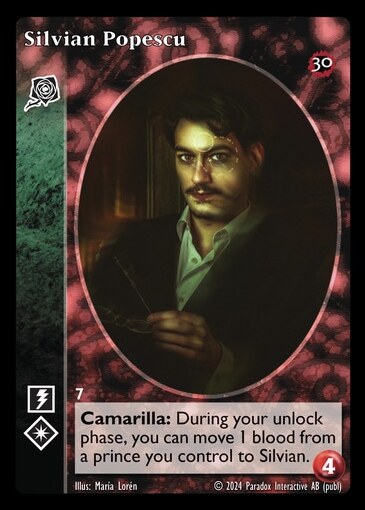 Silvian Popescu
30
7
Camarilla: During your unlock
phase, you can move 1 blood from
a prince you control to Silvian.
4
Illus: María Lorén
© 2024 Paradox Interactive AB (publ)